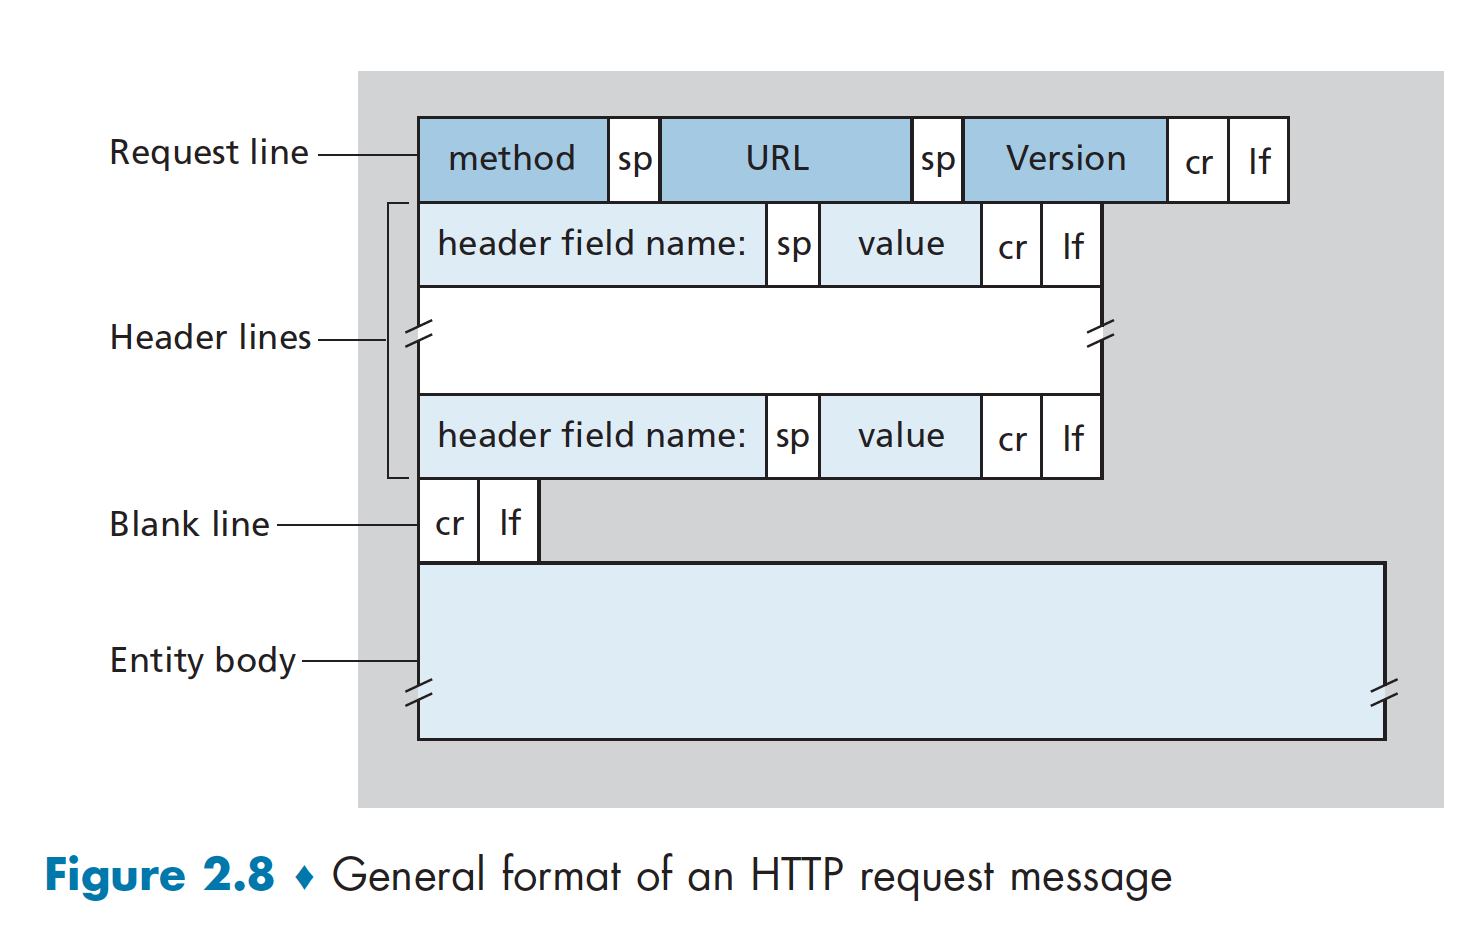 Request line method sp URL sp Version cr lf
header field name: sp value cr lf
Header lines
header field name: sp value cr lf
Blank line cr lf
Entity body
Figure 2.8 ♦ General format of an HTTP request message